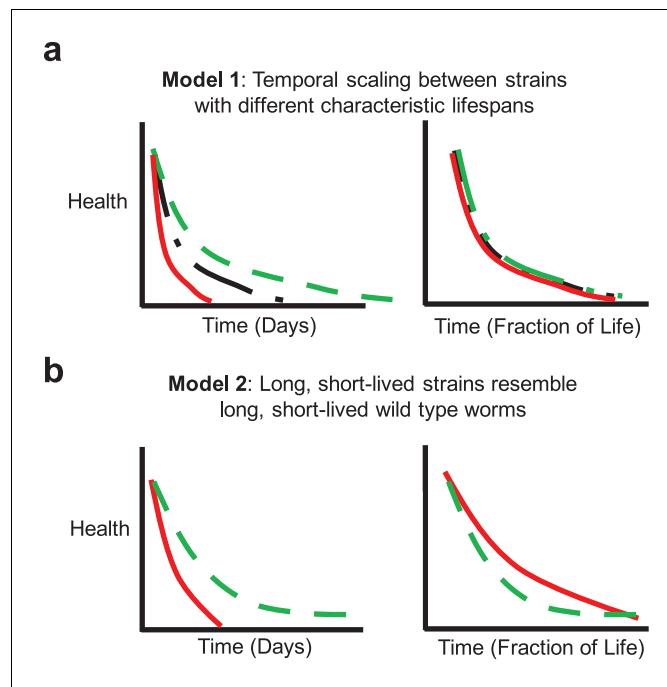 a
Model 1: Temporal scaling between strains
with different characteristic lifespans
Health
Time (Days)
Time (Fraction of Life)
b
Model 2: Long, short-lived strains resemble
long, short-lived wild type worms
Health
Time (Days)
Time (Fraction of Life)